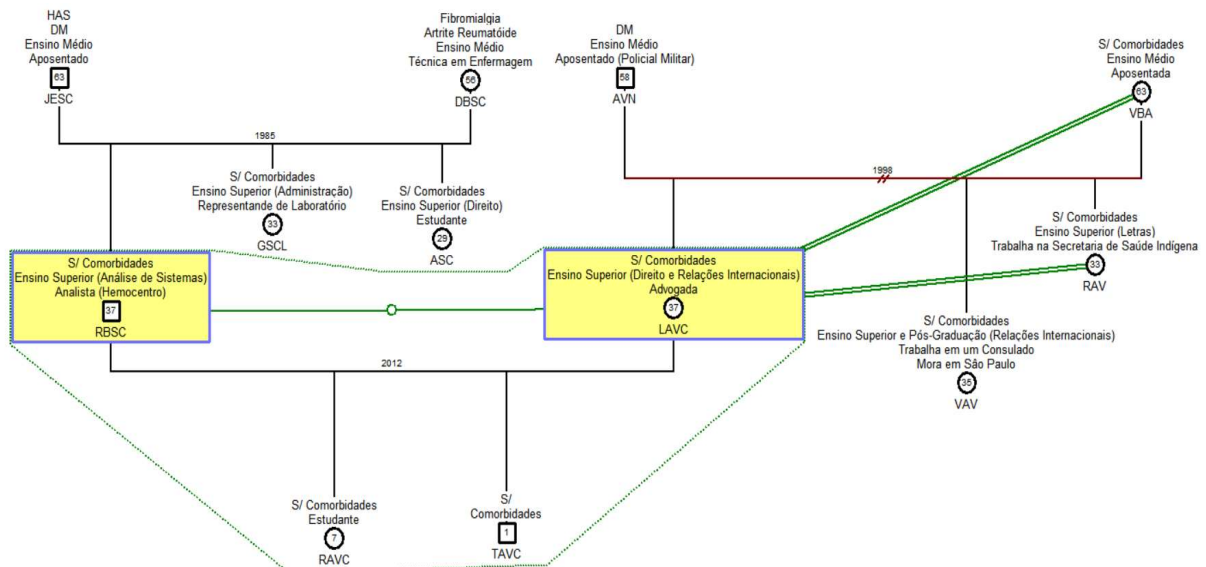 HAS
DM
Ensino Médio
Aposentado
63
JESC
Fibromialgia
Artrite Reumatóide
Ensino Médio
Técnica em Enfermagem
56
DBSC
DM
Ensino Médio
Aposentado (Policial Militar)
58
AVN
S/ Comorbidades
Ensino Médio
Aposentada
63
VBA
1985
1998
S/ Comorbidades
Ensino Superior (Administração)
Representande de Laboratório
33
GSCL
S/ Comorbidades
Ensino Superior (Direito)
Estudante
29
ASC
S/ Comorbidades
Ensino Superior (Letras)
Trabalha na Secretaria de Saúde Indígena
33
RAV
S/ Comorbidades
Ensino Superior (Análise de Sistemas)
Analista (Hemocentro)
37
RBSC
S/ Comorbidades
Ensino Superior (Direito e Relações Internacionais)
Advogada
37
LAVC
S/ Comorbidades
Ensino Superior e Pós-Graduação (Relações Internacionais)
Trabalha em um Consulado
Mora em São Paulo
35
VAV
2012
S/ Comorbidades
Estudante
7
RAVC
S/
Comorbidades
1
TAVC